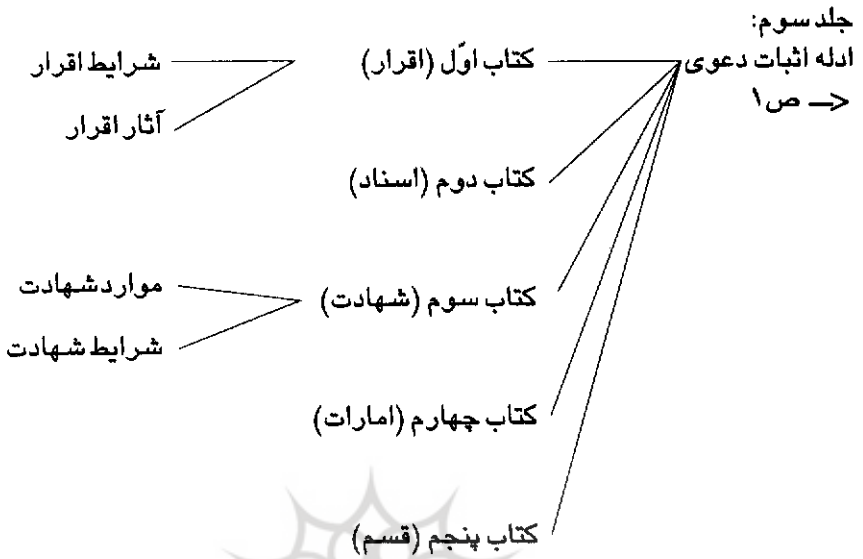 جلد سوم:
ادله اثبات دعوی
<— ص۱
کتاب اوّل (اقرار)
شرایط اقرار
آثار اقرار
کتاب دوم (اسناد)
کتاب سوم (شهادت)
موارد شهادت
شرایط شهادت
کتاب چهارم (امارات)
کتاب پنجم (قسم)